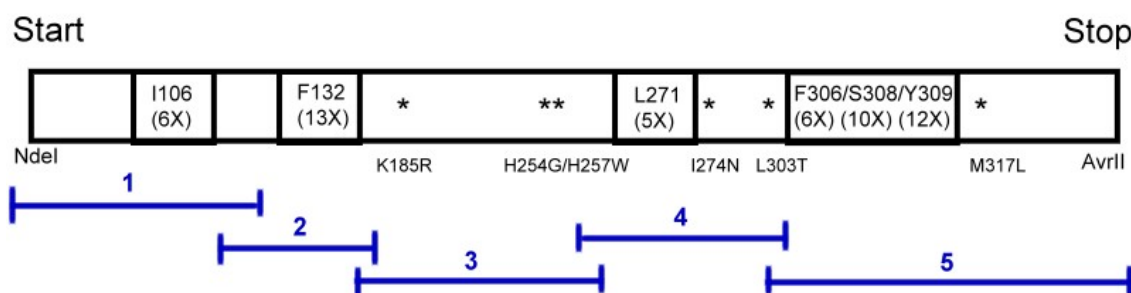 Start Stop
I106 F132 * ** L271 * * F306/S308/Y309 *
(6X) (13X) (5X) (6X) (10X) (12X)
NdeI K185R H254G/H257W I274N L303T M317L AvrII
1
2
3
4
5